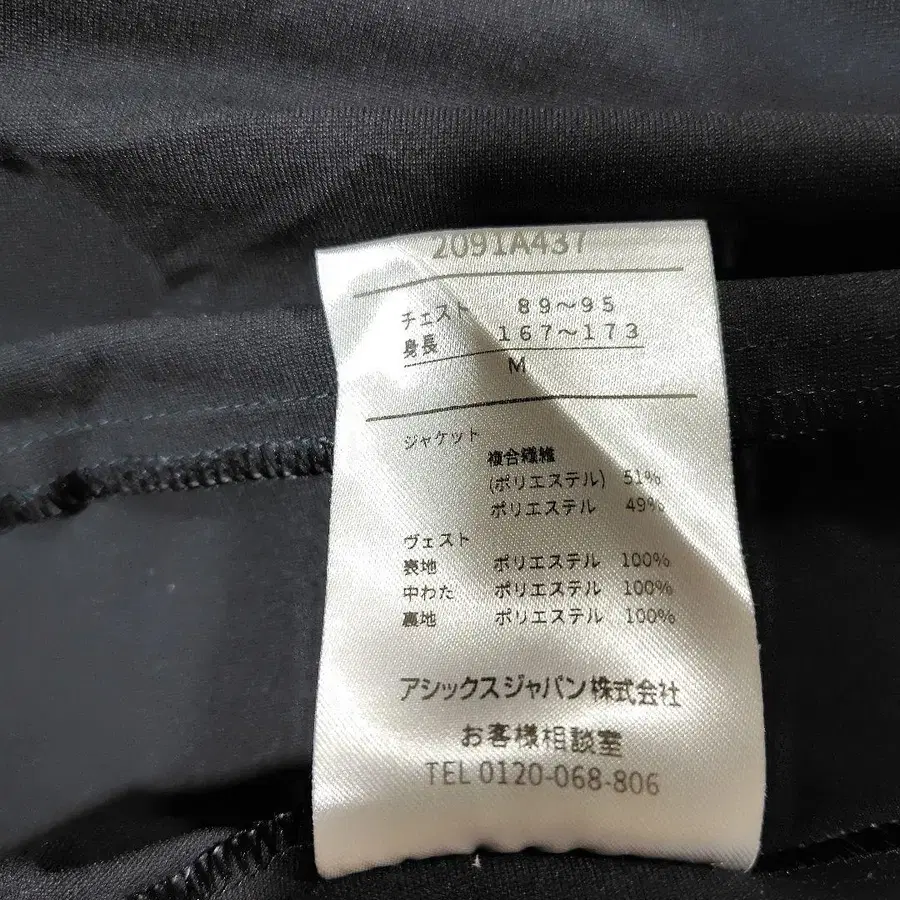 2091A437
チェスト 89～95
身長 167～173
M
ジャケット
複合繊維
(ポリエステル) 51%
ポリエステル 49%
ヴェスト
表地 ポリエステル 100%
中わた ポリエステル 100%
裏地 ポリエステル 100%
アシックスジャパン株式会社
お客様相談室
TEL 0120-068-806